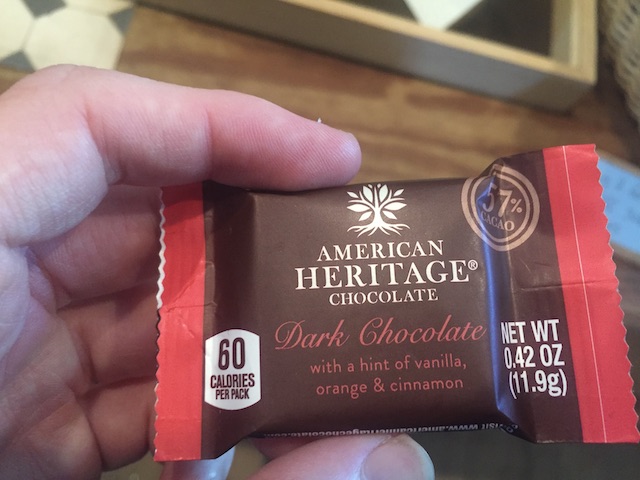 57%
CACAO
AMERICAN
HERITAGE®
CHOCOLATE
Dark Chocolate
with a hint of vanilla,
orange & cinnamon
60
CALORIES
PER PACK
NET WT
0.42 OZ
(11.9g)